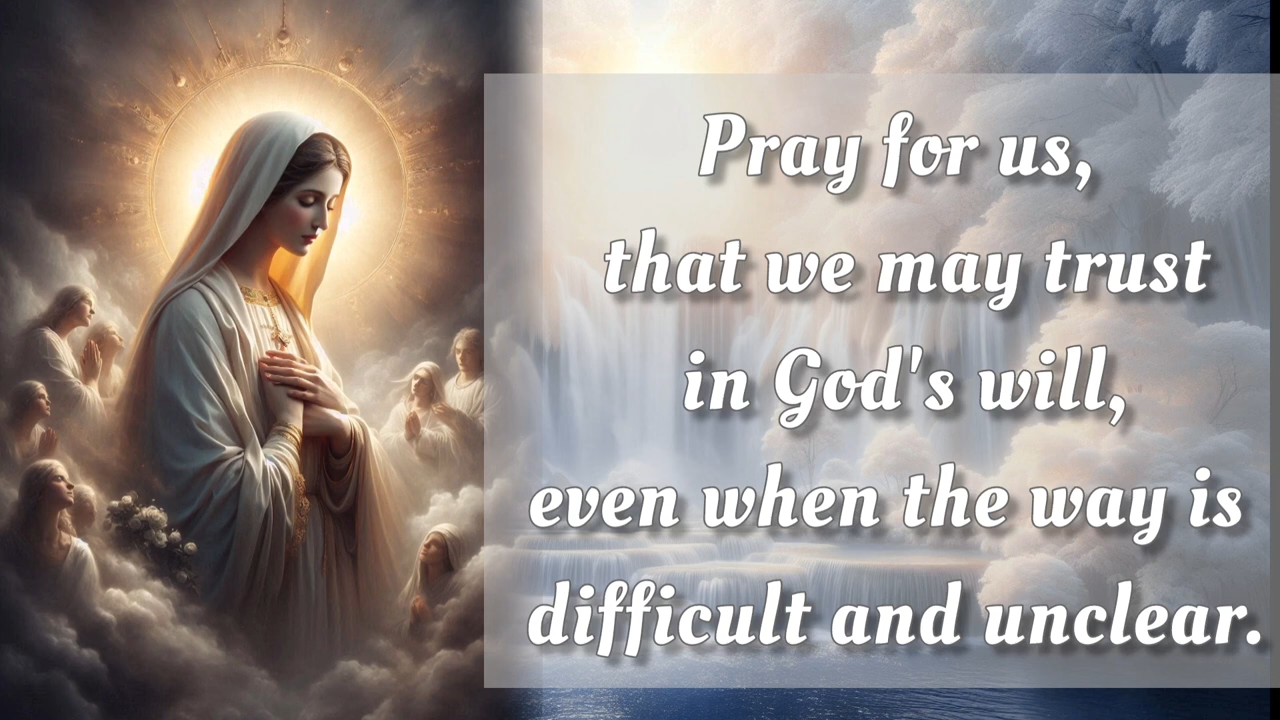 Pray for us,
that we may trust
in God's will,
even when the way is
difficult and unclear.